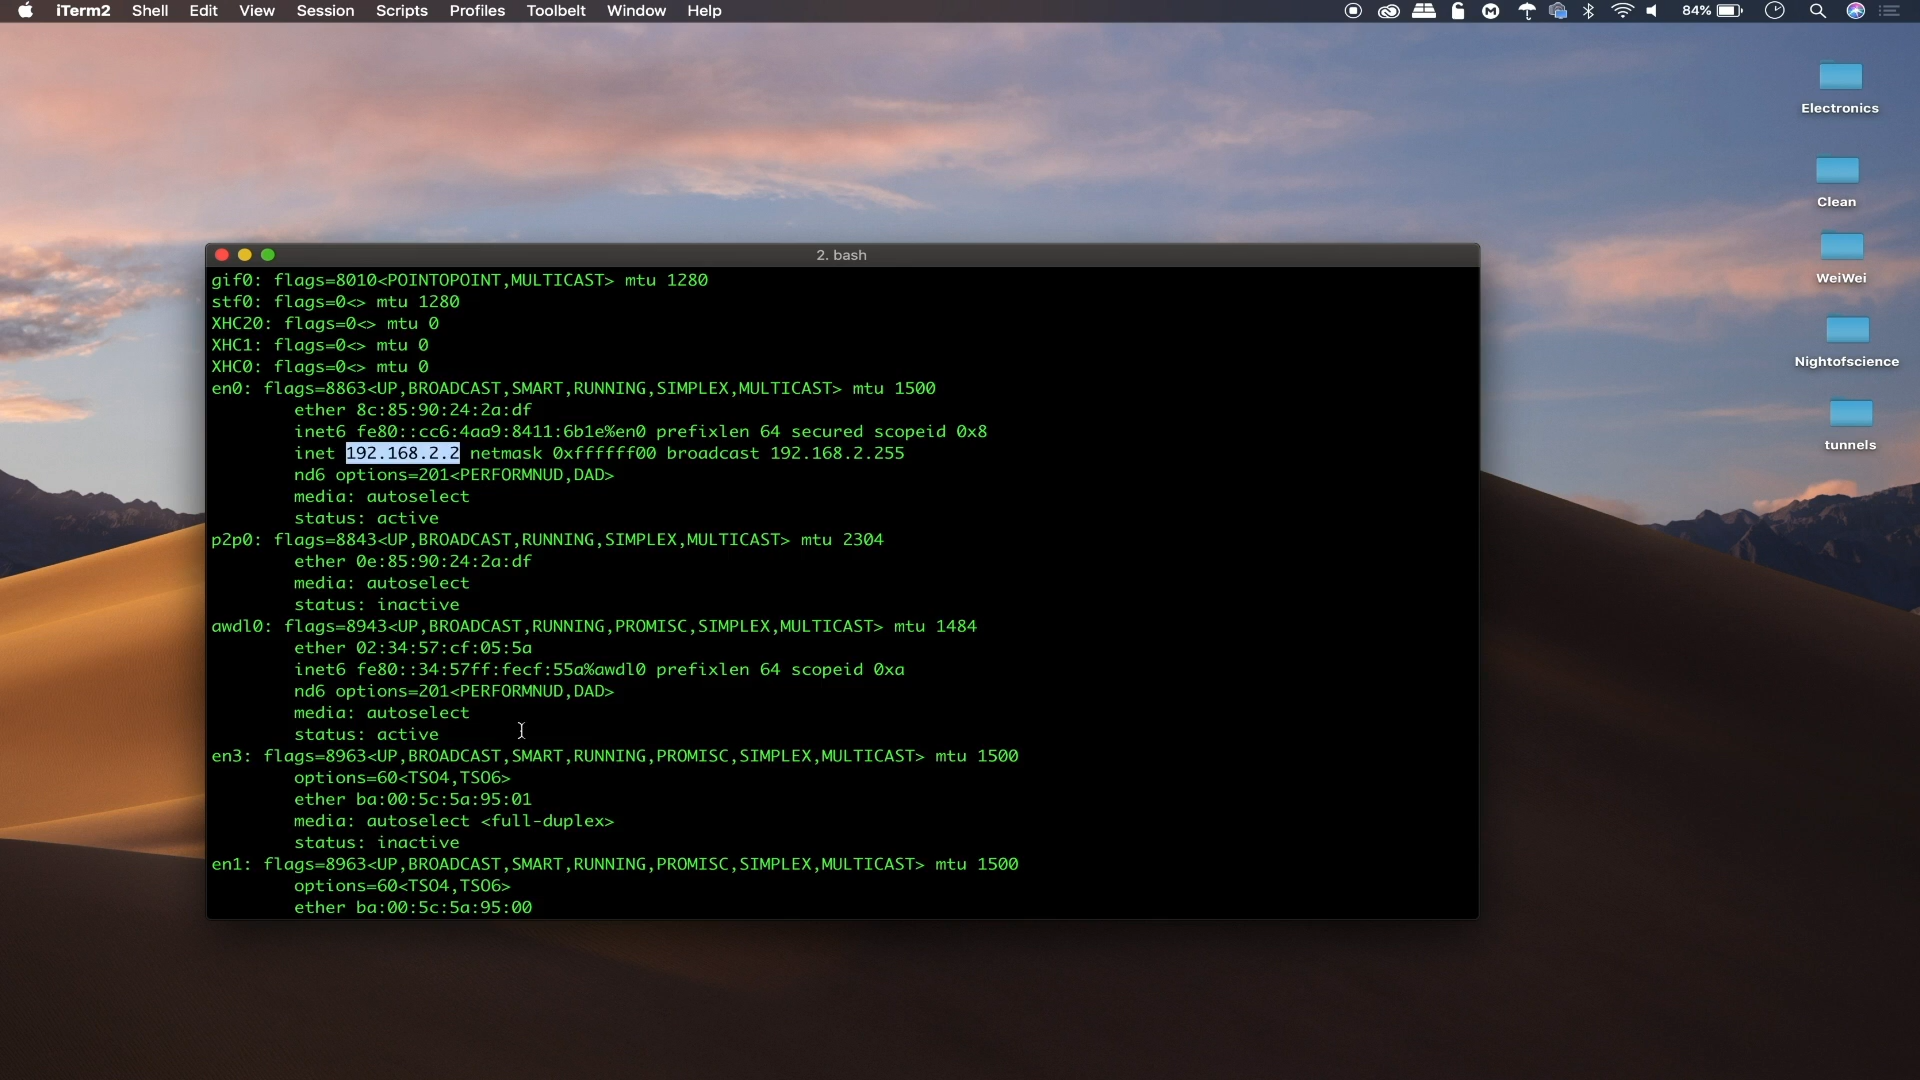 iTerm2 Shell Edit View Session Scripts Profiles Toolbelt Window Help 84%
Electronics
Clean
WeiWei
Nightofscience
tunnels
2. bash
gif0: flags=8010<POINTOPOINT,MULTICAST> mtu 1280
stf0: flags=0<> mtu 1280
XHC20: flags=0<> mtu 0
XHC1: flags=0<> mtu 0
XHC0: flags=0<> mtu 0
en0: flags=8863<UP,BROADCAST,SMART,RUNNING,SIMPLEX,MULTICAST> mtu 1500
ether 8c:85:90:24:2a:df
inet6 fe80::cc6:4aa9:8411:6b1e%en0 prefixlen 64 secured scopeid 0x8
inet 192.168.2.2 netmask 0xffffff00 broadcast 192.168.2.255
nd6 options=201<PERFORMNUD,DAD>
media: autoselect
status: active
p2p0: flags=8843<UP,BROADCAST,RUNNING,SIMPLEX,MULTICAST> mtu 2304
ether 0e:85:90:24:2a:df
media: autoselect
status: inactive
awdl0: flags=8943<UP,BROADCAST,RUNNING,PROMISC,SIMPLEX,MULTICAST> mtu 1484
ether 02:34:57:cf:05:5a
inet6 fe80::34:57ff:fecf:55a%awdl0 prefixlen 64 scopeid 0xa
nd6 options=201<PERFORMNUD,DAD>
media: autoselect
status: active
en3: flags=8963<UP,BROADCAST,SMART,RUNNING,PROMISC,SIMPLEX,MULTICAST> mtu 1500
options=60<TSO4,TSO6>
ether ba:00:5c:5a:95:01
media: autoselect <full-duplex>
status: inactive
en1: flags=8963<UP,BROADCAST,SMART,RUNNING,PROMISC,SIMPLEX,MULTICAST> mtu 1500
options=60<TSO4,TSO6>
ether ba:00:5c:5a:95:00